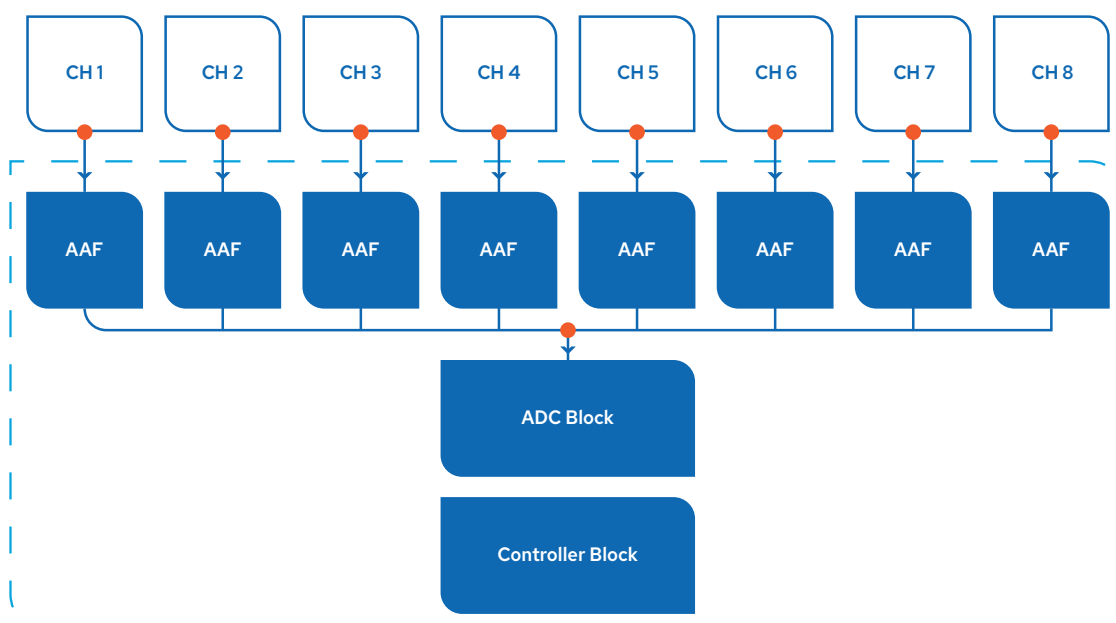 CH 1
CH 2
CH 3
CH 4
CH 5
CH 6
CH 7
CH 8
AAF
AAF
AAF
AAF
AAF
AAF
AAF
AAF
ADC Block
Controller Block